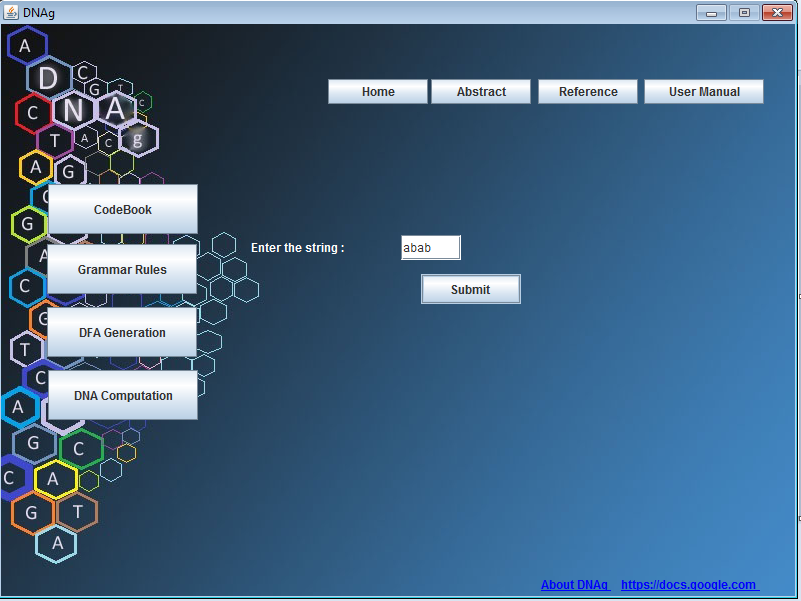 DNAg
A
D C
G T
C N A C
T A C g
A G
C
G
A
C
G
T
C
A
G C
C A
G T
A
Home Abstract Reference User Manual
CodeBook
Grammar Rules
DFA Generation
DNA Computation
Enter the string : abab
Submit
About DNAg https://docs.google.com